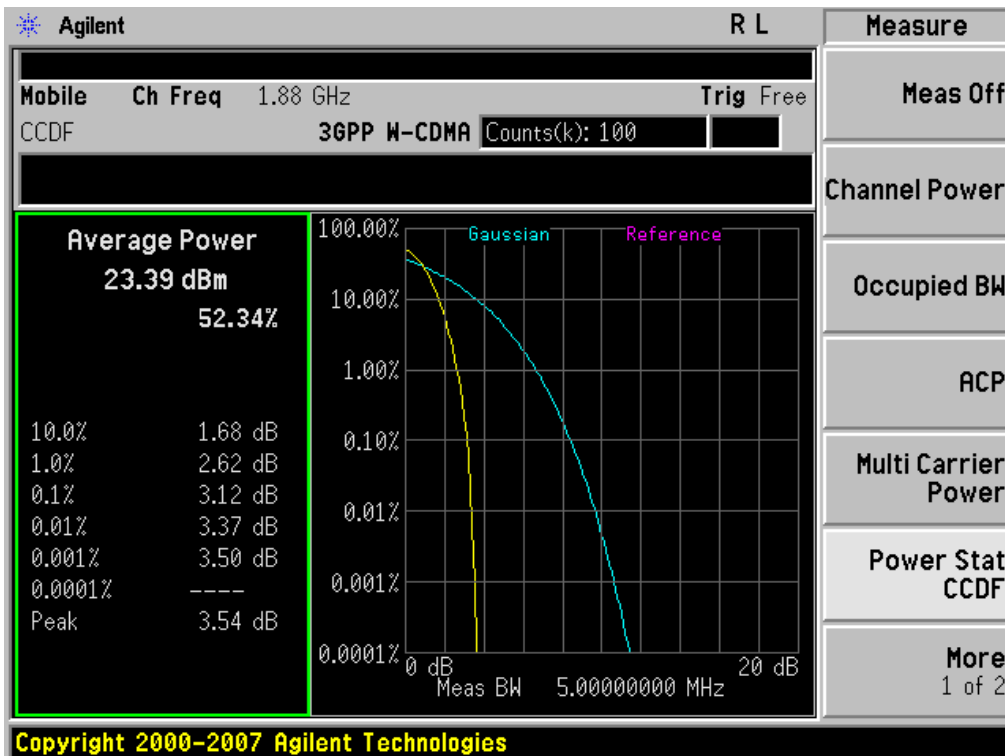 Agilent R L Measure
Mobile Ch Freq 1.88 GHz Trig Free
CCDF 3GPP W-CDMA Counts(k): 100
Average Power
23.39 dBm
52.34%
10.0% 1.68 dB
1.0% 2.62 dB
0.1% 3.12 dB
0.01% 3.37 dB
0.001% 3.50 dB
0.0001% ----
Peak 3.54 dB
Gaussian Reference
100.00%
10.00%
1.00%
0.10%
0.01%
0.001%
0.0001%
0 dB 20 dB
Meas BW 5.00000000 MHz
Meas Off
Channel Power
Occupied BW
ACP
Multi Carrier
Power
Power Stat
CCDF
More
1 of 2
Copyright 2000-2007 Agilent Technologies